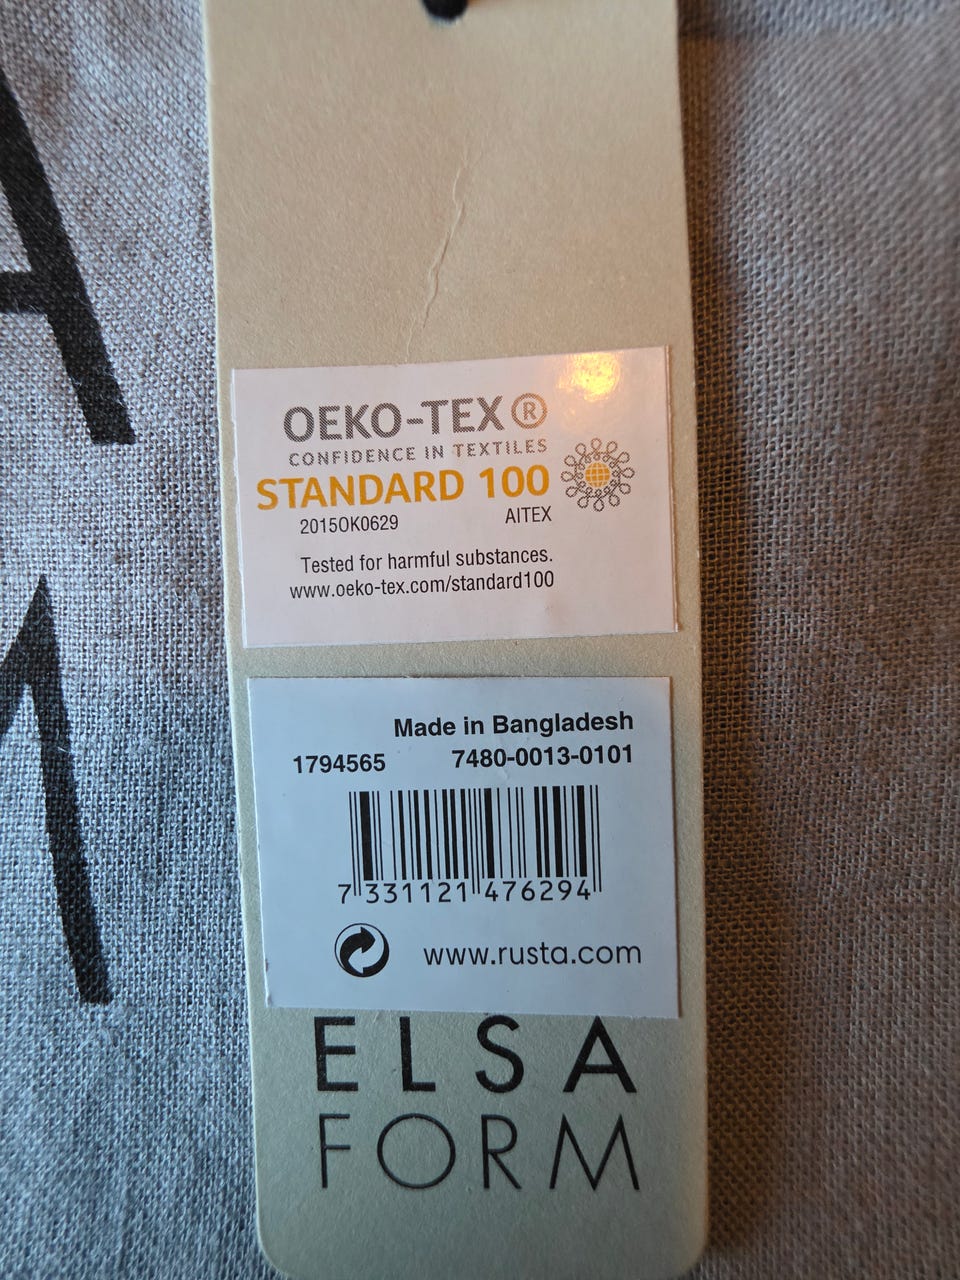 OEKO-TEX®
CONFIDENCE IN TEXTILES
STANDARD 100
2015OK0629 AITEX
Tested for harmful substances.
www.oeko-tex.com/standard100
Made in Bangladesh
1794565 7480-0013-0101
7 331121 476294
www.rusta.com
ELSA
FORM